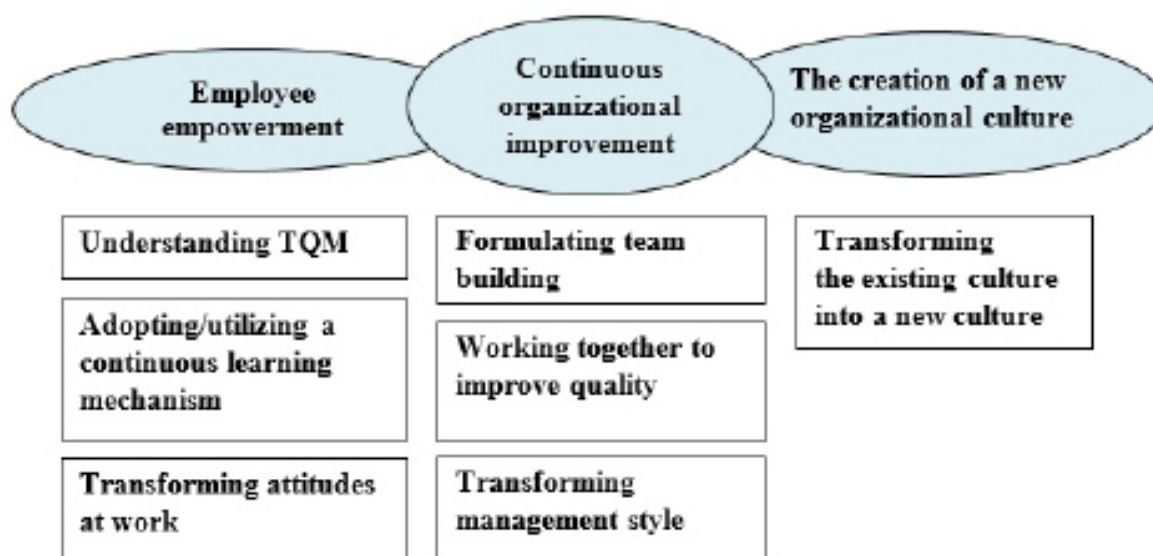 Employee
empowerment
Continuous
organizational
improvement
The creation of a new
organizational culture
Understanding TQM
Adopting/utilizing a
continuous learning
mechanism
Transforming attitudes
at work
Formulating team
building
Working together to
improve quality
Transforming
management style
Transforming
the existing culture
into a new culture